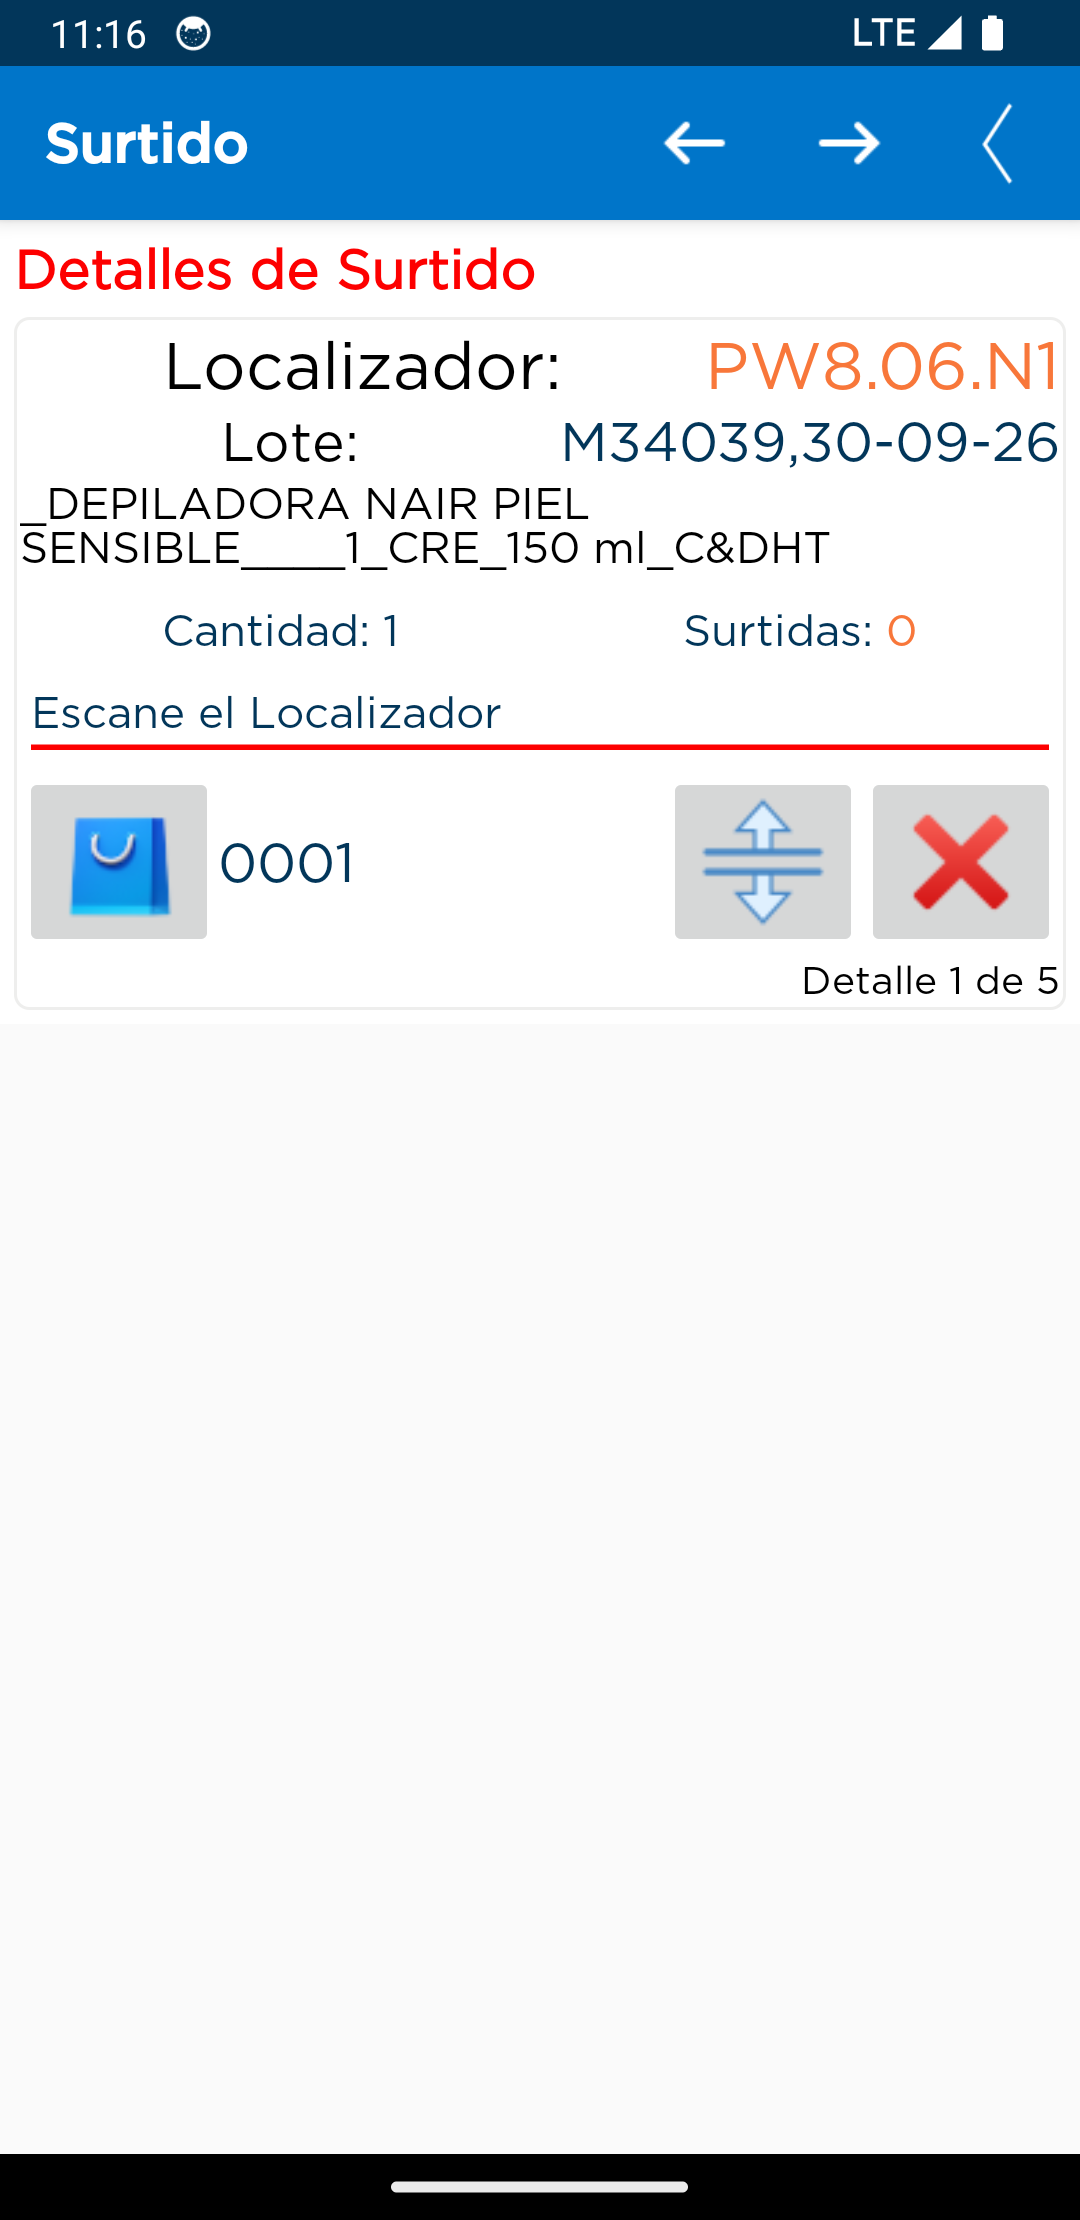 11:16
LTE
Surtido
Detalles de Surtido
Localizador: PW8.06.N1
Lote: M34039,30-09-26
_DEPILADORA NAIR PIEL
SENSIBLE____1_CRE_150 ml_C&DHT
Cantidad: 1 Surtidas: 0
Escane el Localizador
0001
Detalle 1 de 5